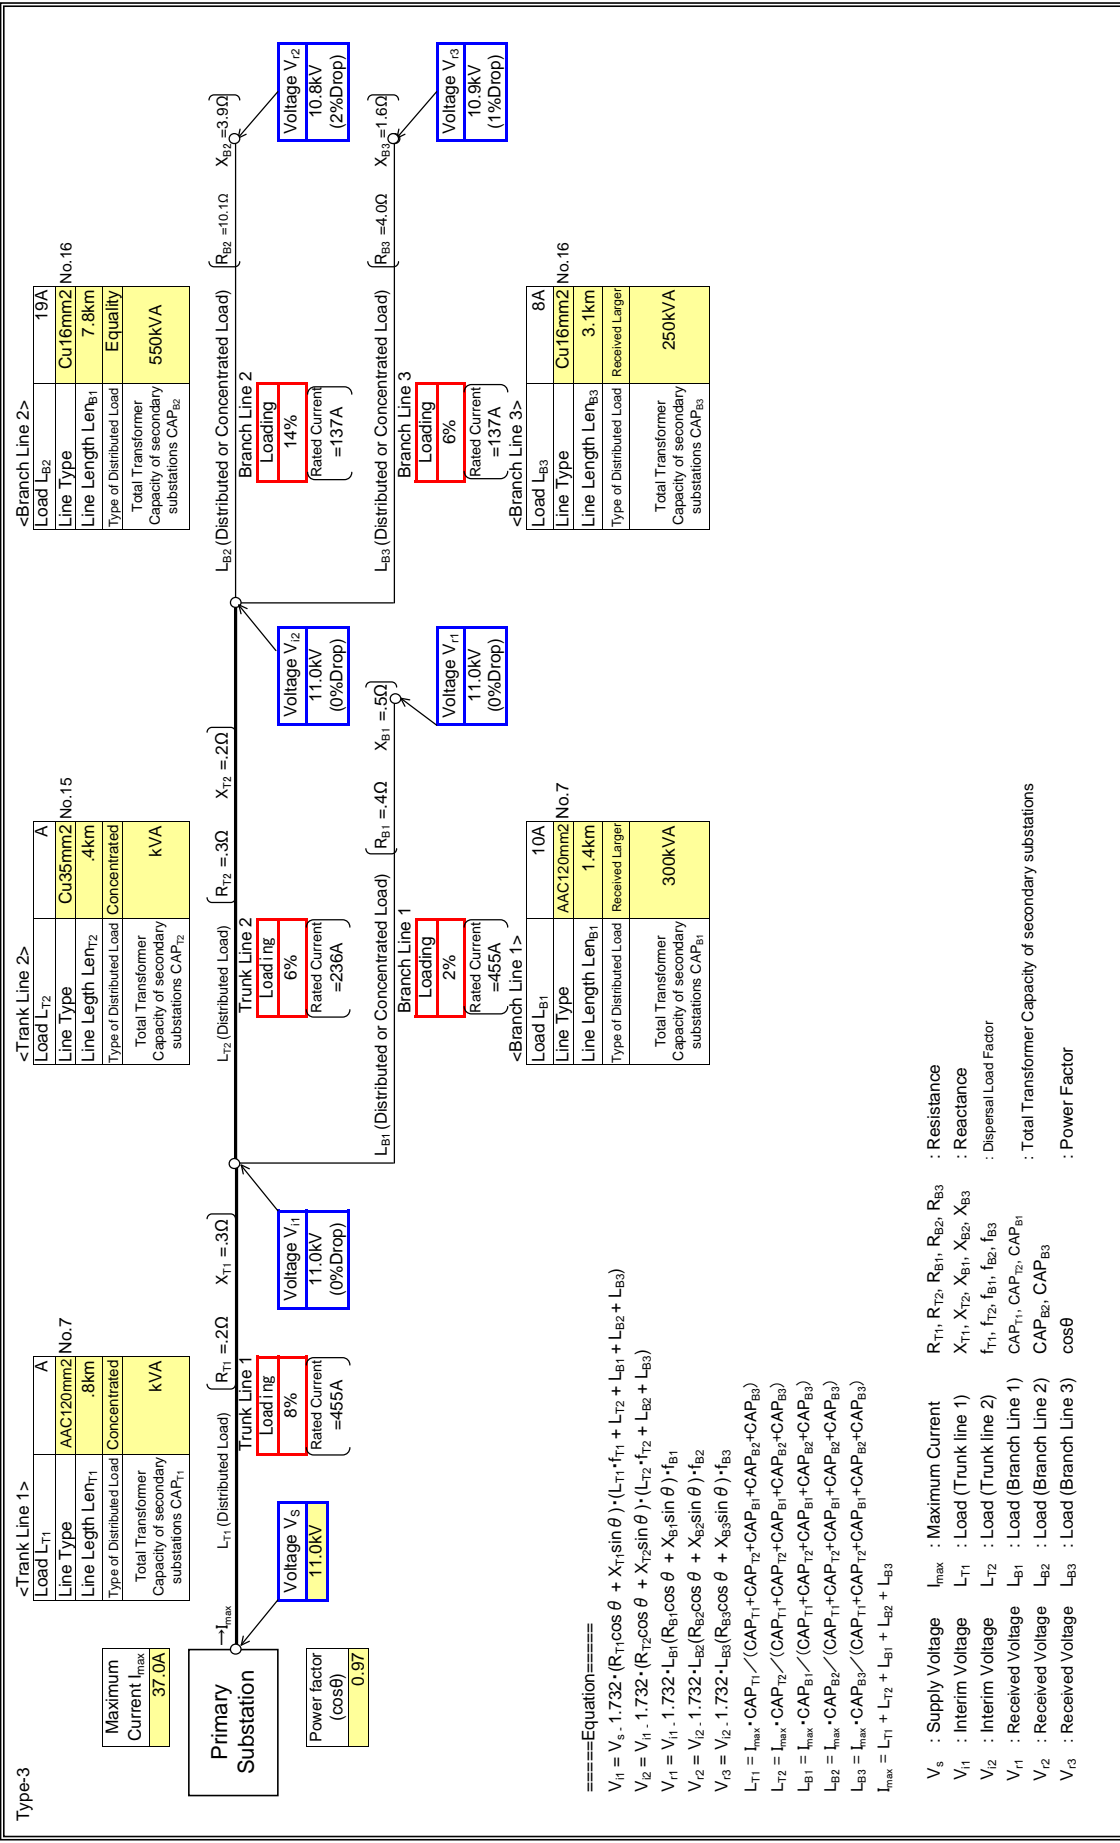 Type-3
<Trank Line 1>
Load LT1 A
Line Type AAC120mm2 No.7
Line Legth LenT1 .8km
Type of Distributed Load Concentrated
Total Transformer
Capacity of secondary
substations CAPT1
kVA
<Trank Line 2>
Load LT2 A
Line Type Cu35mm2 No.15
Line Legth LenT2 .4km
Type of Distributed Load Concentrated
Total Transformer
Capacity of secondary
substations CAPT2
kVA
<Branch Line 2>
Load LB2 19A
Line Type Cu16mm2 No.16
Line Length LenB1 7.8km
Type of Distributed Load Equality
Total Transformer
Capacity of secondary
substations CAPB2
550kVA
Maximum
Current Imax
37.0A
Primary
Substation
Power factor
(cosθ)
0.97
→Imax
Voltage Vs
11.0kV
LT1 (Distributed Load)
RT1 =.2Ω XT1 =.3Ω
Trunk Line 1
Loading
8%
Rated Current
=455A
Voltage Vi1
11.0kV
(0%Drop)
LT2 (Distributed Load)
RT2 =.3Ω XT2 =.2Ω
Trunk Line 2
Loading
6%
Rated Current
=236A
Voltage Vi2
11.0kV
(0%Drop)
LB2 (Distributed or Concentrated Load)
RB2 =10.1Ω XB2 =3.9Ω
Branch Line 2
Loading
14%
Rated Current
=137A
Voltage Vr2
10.8kV
(2%Drop)
LB1 (Distributed or Concentrated Load)
RB1 =.4Ω XB1 =.5Ω
Branch Line 1
Loading
2%
Rated Current
=455A
Voltage Vr1
11.0kV
(0%Drop)
LB3 (Distributed or Concentrated Load)
RB3 =4.0Ω XB3 =1.6Ω
Branch Line 3
Loading
6%
Rated Current
=137A
Voltage Vr3
10.9kV
(1%Drop)
<Branch Line 1>
Load LB1 10A
Line Type AAC120mm2 No.7
Line Length LenB1 1.4km
Type of Distributed Load Received Larger
Total Transformer
Capacity of secondary
substations CAPB1
300kVA
<Branch Line 3>
Load LB3 8A
Line Type Cu16mm2 No.16
Line Length LenB3 3.1km
Type of Distributed Load Received Larger
Total Transformer
Capacity of secondary
substations CAPB3
250kVA
=====Equation=====
Vi1 = Vs - 1.732・(RT1cos θ + XT1sin θ)・(LT1・fT1 + LT2 + LB1 + LB2 + LB3)
Vi2 = Vi1 - 1.732・(RT2cos θ + XT2sin θ)・(LT2・fT2 + LB2 + LB3)
Vr1 = Vi1 - 1.732・LB1(RB1cos θ + XB1sin θ)・fB1
Vr2 = Vi2 - 1.732・LB2(RB2cos θ + XB2sin θ)・fB2
Vr3 = Vi2 - 1.732・LB3(RB3cos θ + XB3sin θ)・fB3
LT1 = Imax・CAPT1／(CAPT1+CAPT2+CAPB1+CAPB2+CAPB3)
LT2 = Imax・CAPT2／(CAPT1+CAPT2+CAPB1+CAPB2+CAPB3)
LB1 = Imax・CAPB1／(CAPT1+CAPT2+CAPB1+CAPB2+CAPB3)
LB2 = Imax・CAPB2／(CAPT1+CAPT2+CAPB1+CAPB2+CAPB3)
LB3 = Imax・CAPB3／(CAPT1+CAPT2+CAPB1+CAPB2+CAPB3)
Imax = LT1 + LT2 + LB1 + LB2 + LB3
Vs : Supply Voltage Imax : Maximum Current RT1, RT2, RB1, RB2, RB3 : Resistance
Vi1 : Interim Voltage LT1 : Load (Trunk line 1) XT1, XT2, XB1, XB2, XB3 : Reactance
Vi2 : Interim Voltage LT2 : Load (Trunk line 2) fT1, fT2, fB1, fB2, fB3 : Dispersal Load Factor
Vr1 : Received Voltage LB1 : Load (Branch Line 1) CAPT1, CAPT2, CAPB1 : Total Transformer Capacity of secondary substations
Vr2 : Received Voltage LB2 : Load (Branch Line 2) CAPB2, CAPB3
Vr3 : Received Voltage LB3 : Load (Branch Line 3) cosθ : Power Factor